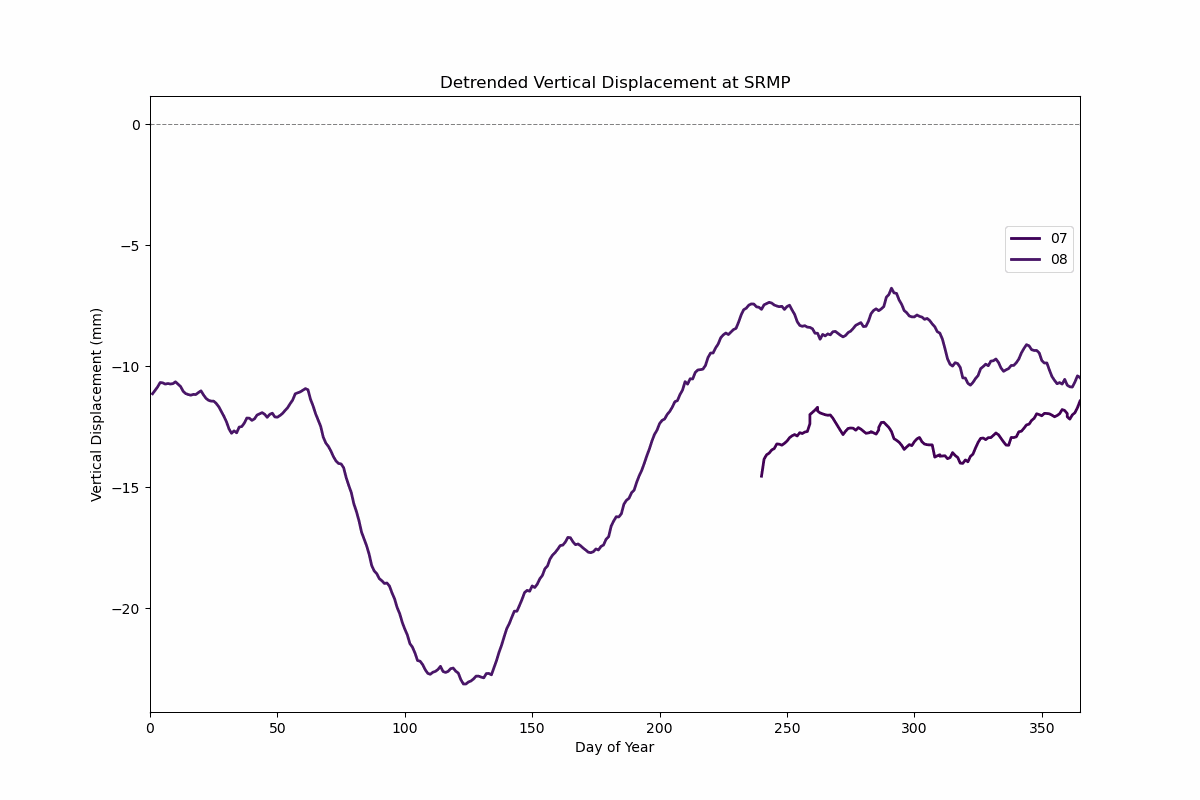 Detrended Vertical Displacement at SRMP
0
−5
07
08
−10
−15
−20
Vertical Displacement (mm)
0 50 100 150 200 250 300 350
Day of Year